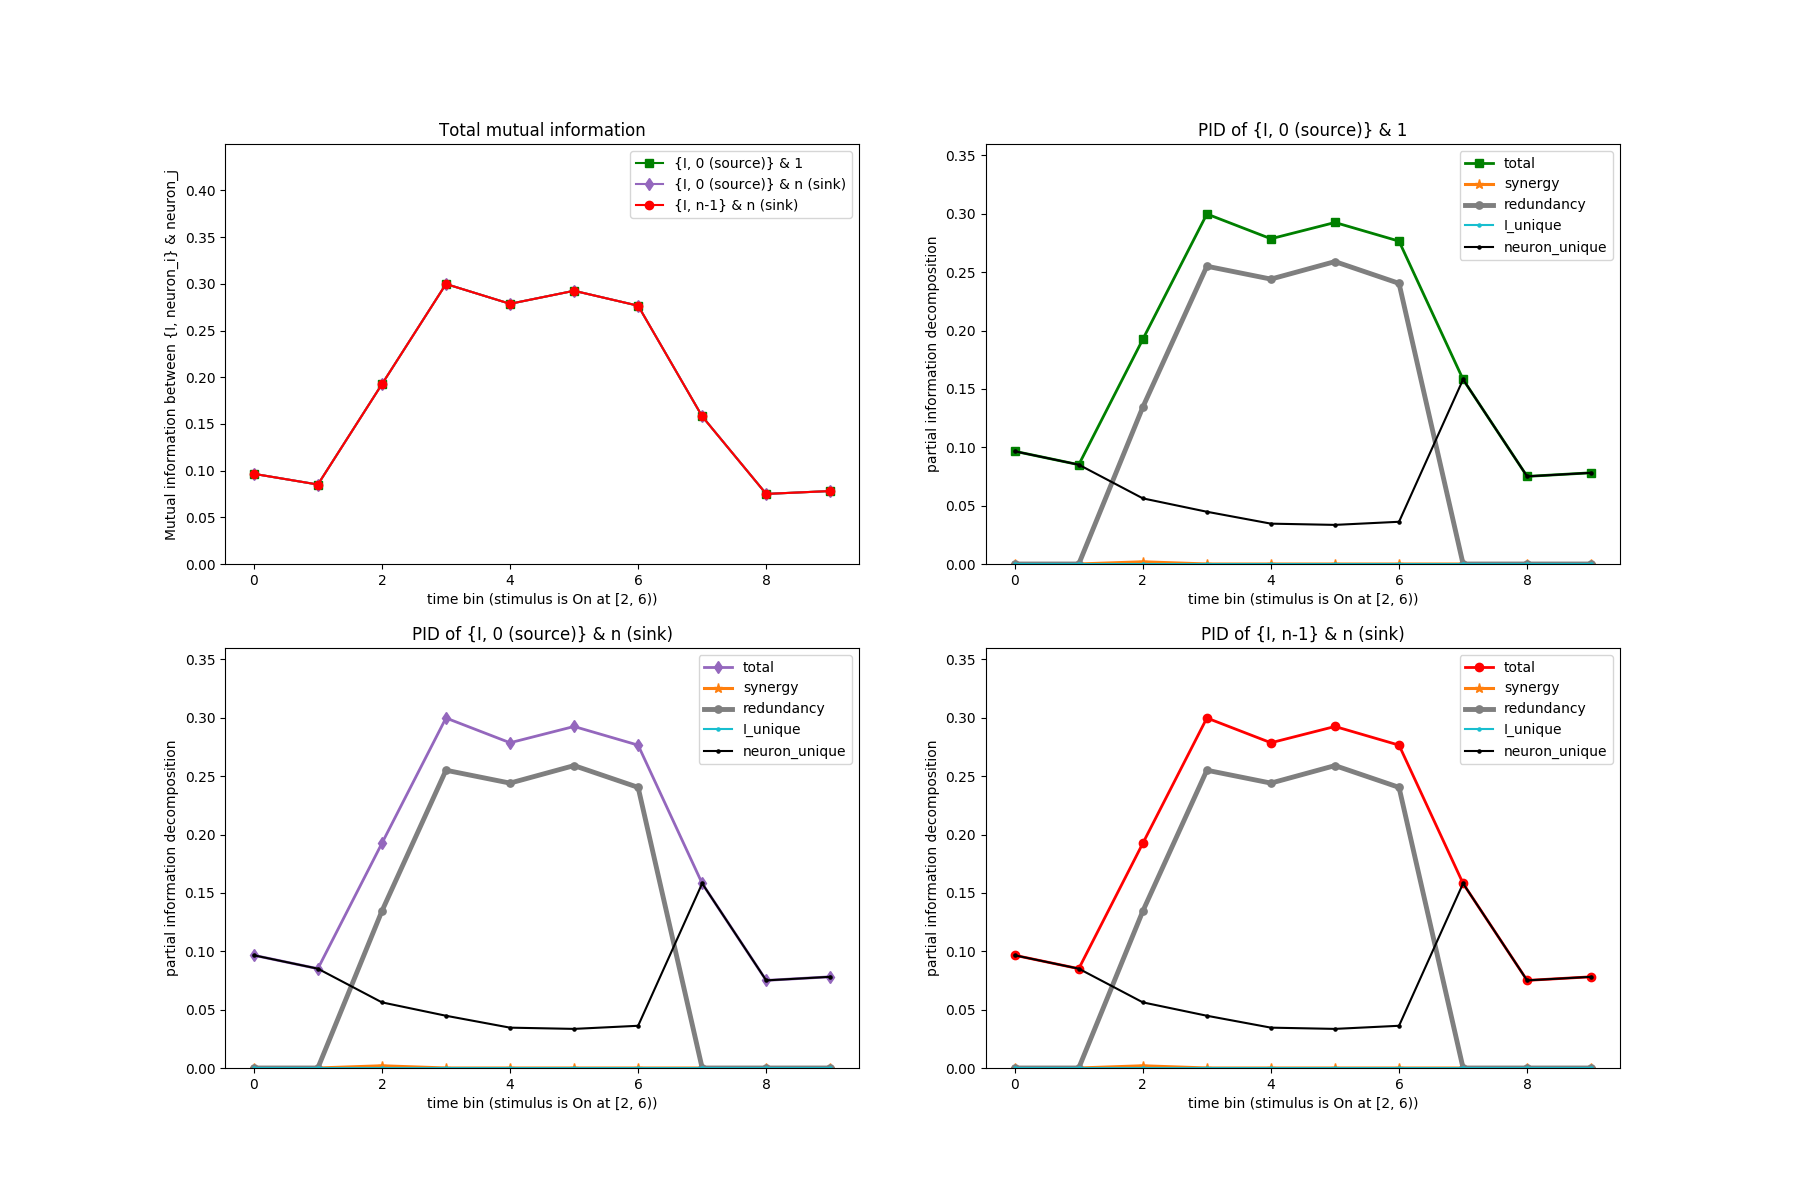 Total mutual information
Mutual information between {I, neuron_i} & neuron_j
0.40
0.35
0.30
0.25
0.20
0.15
0.10
0.05
0.00
{I, 0 (source)} & 1
{I, 0 (source)} & n (sink)
{I, n-1} & n (sink)
0 2 4 6 8
time bin (stimulus is On at [2, 6))
PID of {I, 0 (source)} & 1
partial information decomposition
0.35
0.30
0.25
0.20
0.15
0.10
0.05
0.00
total
synergy
redundancy
I_unique
neuron_unique
0 2 4 6 8
time bin (stimulus is On at [2, 6))
PID of {I, 0 (source)} & n (sink)
partial information decomposition
0.35
0.30
0.25
0.20
0.15
0.10
0.05
0.00
total
synergy
redundancy
I_unique
neuron_unique
0 2 4 6 8
time bin (stimulus is On at [2, 6))
PID of {I, n-1} & n (sink)
partial information decomposition
0.35
0.30
0.25
0.20
0.15
0.10
0.05
0.00
total
synergy
redundancy
I_unique
neuron_unique
0 2 4 6 8
time bin (stimulus is On at [2, 6))